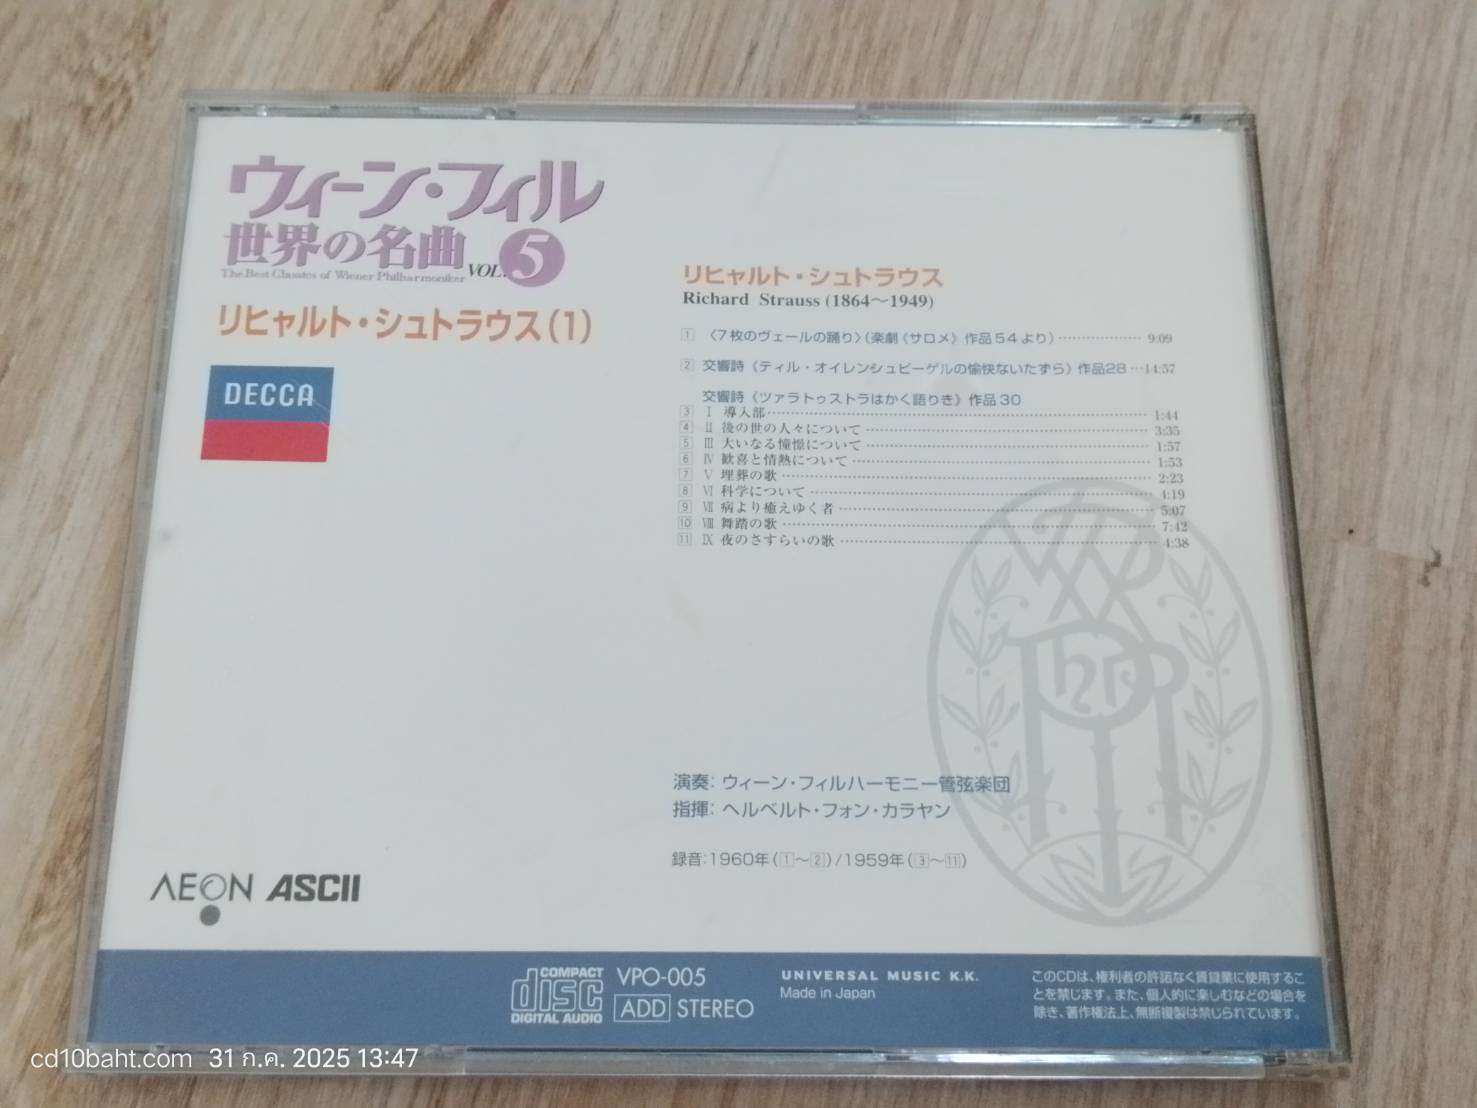 ウィーン・フィル
世界の名曲 VOL. 5
The Best Classics of Wiener Philharmoniker
リヒャルト・シュトラウス(1)
DECCA
リヒャルト・シュトラウス
Richard Strauss (1864〜1949)
1 〈7枚のヴェールの踊り〉(楽劇《サロメ》作品54より) 9:09
2 交響詩《ティル・オイレンシュピーゲルの愉快ないたずら》作品28 14:57
交響詩《ツァラトゥストラはかく語りき》作品30
3 Ⅰ 導入部 1:44
4 Ⅱ 後の世の人々について 3:35
5 Ⅲ 大いなる憧憬について 1:57
6 Ⅳ 歓喜と情熱について 1:53
7 Ⅴ 埋葬の歌 2:23
8 Ⅵ 科学について 4:19
9 Ⅶ 病より癒えゆく者 5:07
10 Ⅷ 舞踏の歌 7:42
11 Ⅸ 夜のさすらいの歌 4:38
演奏:ウィーン・フィルハーモニー管弦楽団
指揮:ヘルベルト・フォン・カラヤン
録音:1960年(1〜2)/1959年(3〜11)
AEON ASCII
COMPACT
disc
DIGITAL AUDIO
VPO-005
ADD STEREO
UNIVERSAL MUSIC K.K.
Made in Japan
このCDは、権利者の許諾なく賃貸業に使用するこ
とを禁じます。また、個人的に楽しむなどの場合を
除き、著作権法上、無断複製は禁じられています。
cd10baht.com 31 ก.ค. 2025 13:47